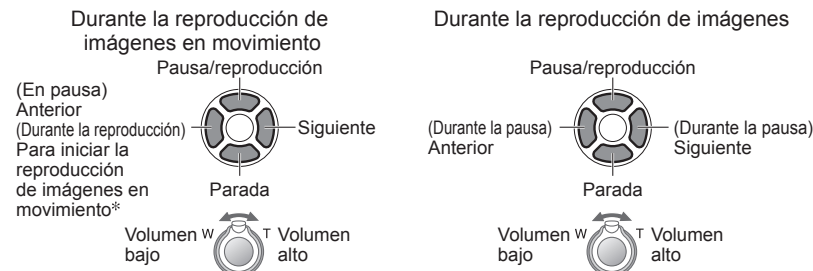 Durante la reproducción de
imágenes en movimiento
Pausa/reproducción
(En pausa)
Anterior
(Durante la reproducción)
Para iniciar la
reproducción
de imágenes en
movimiento*
Siguiente
Parada
Volumen
bajo
W
T
Volumen
alto
Durante la reproducción de imágenes
Pausa/reproducción
(Durante la pausa)
Anterior
(Durante la pausa)
Siguiente
Parada
Volumen
bajo
W
T
Volumen
alto